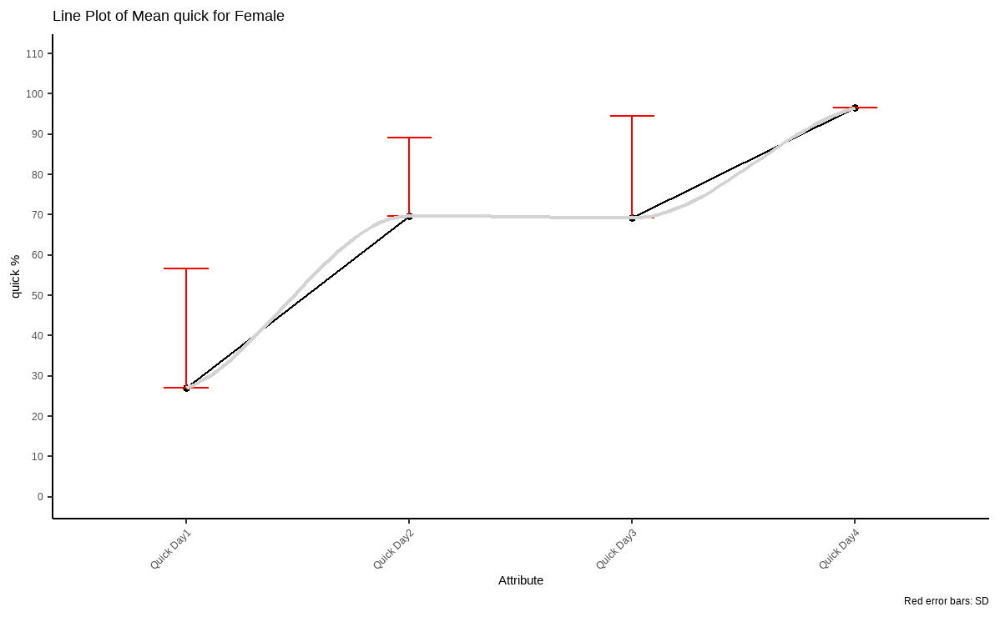 Line Plot of Mean quick for Female
quick %
110
100
90
80
70
60
50
40
30
20
10
0
Quick Day1
Quick Day2
Quick Day3
Quick Day4
Attribute
Red error bars: SD